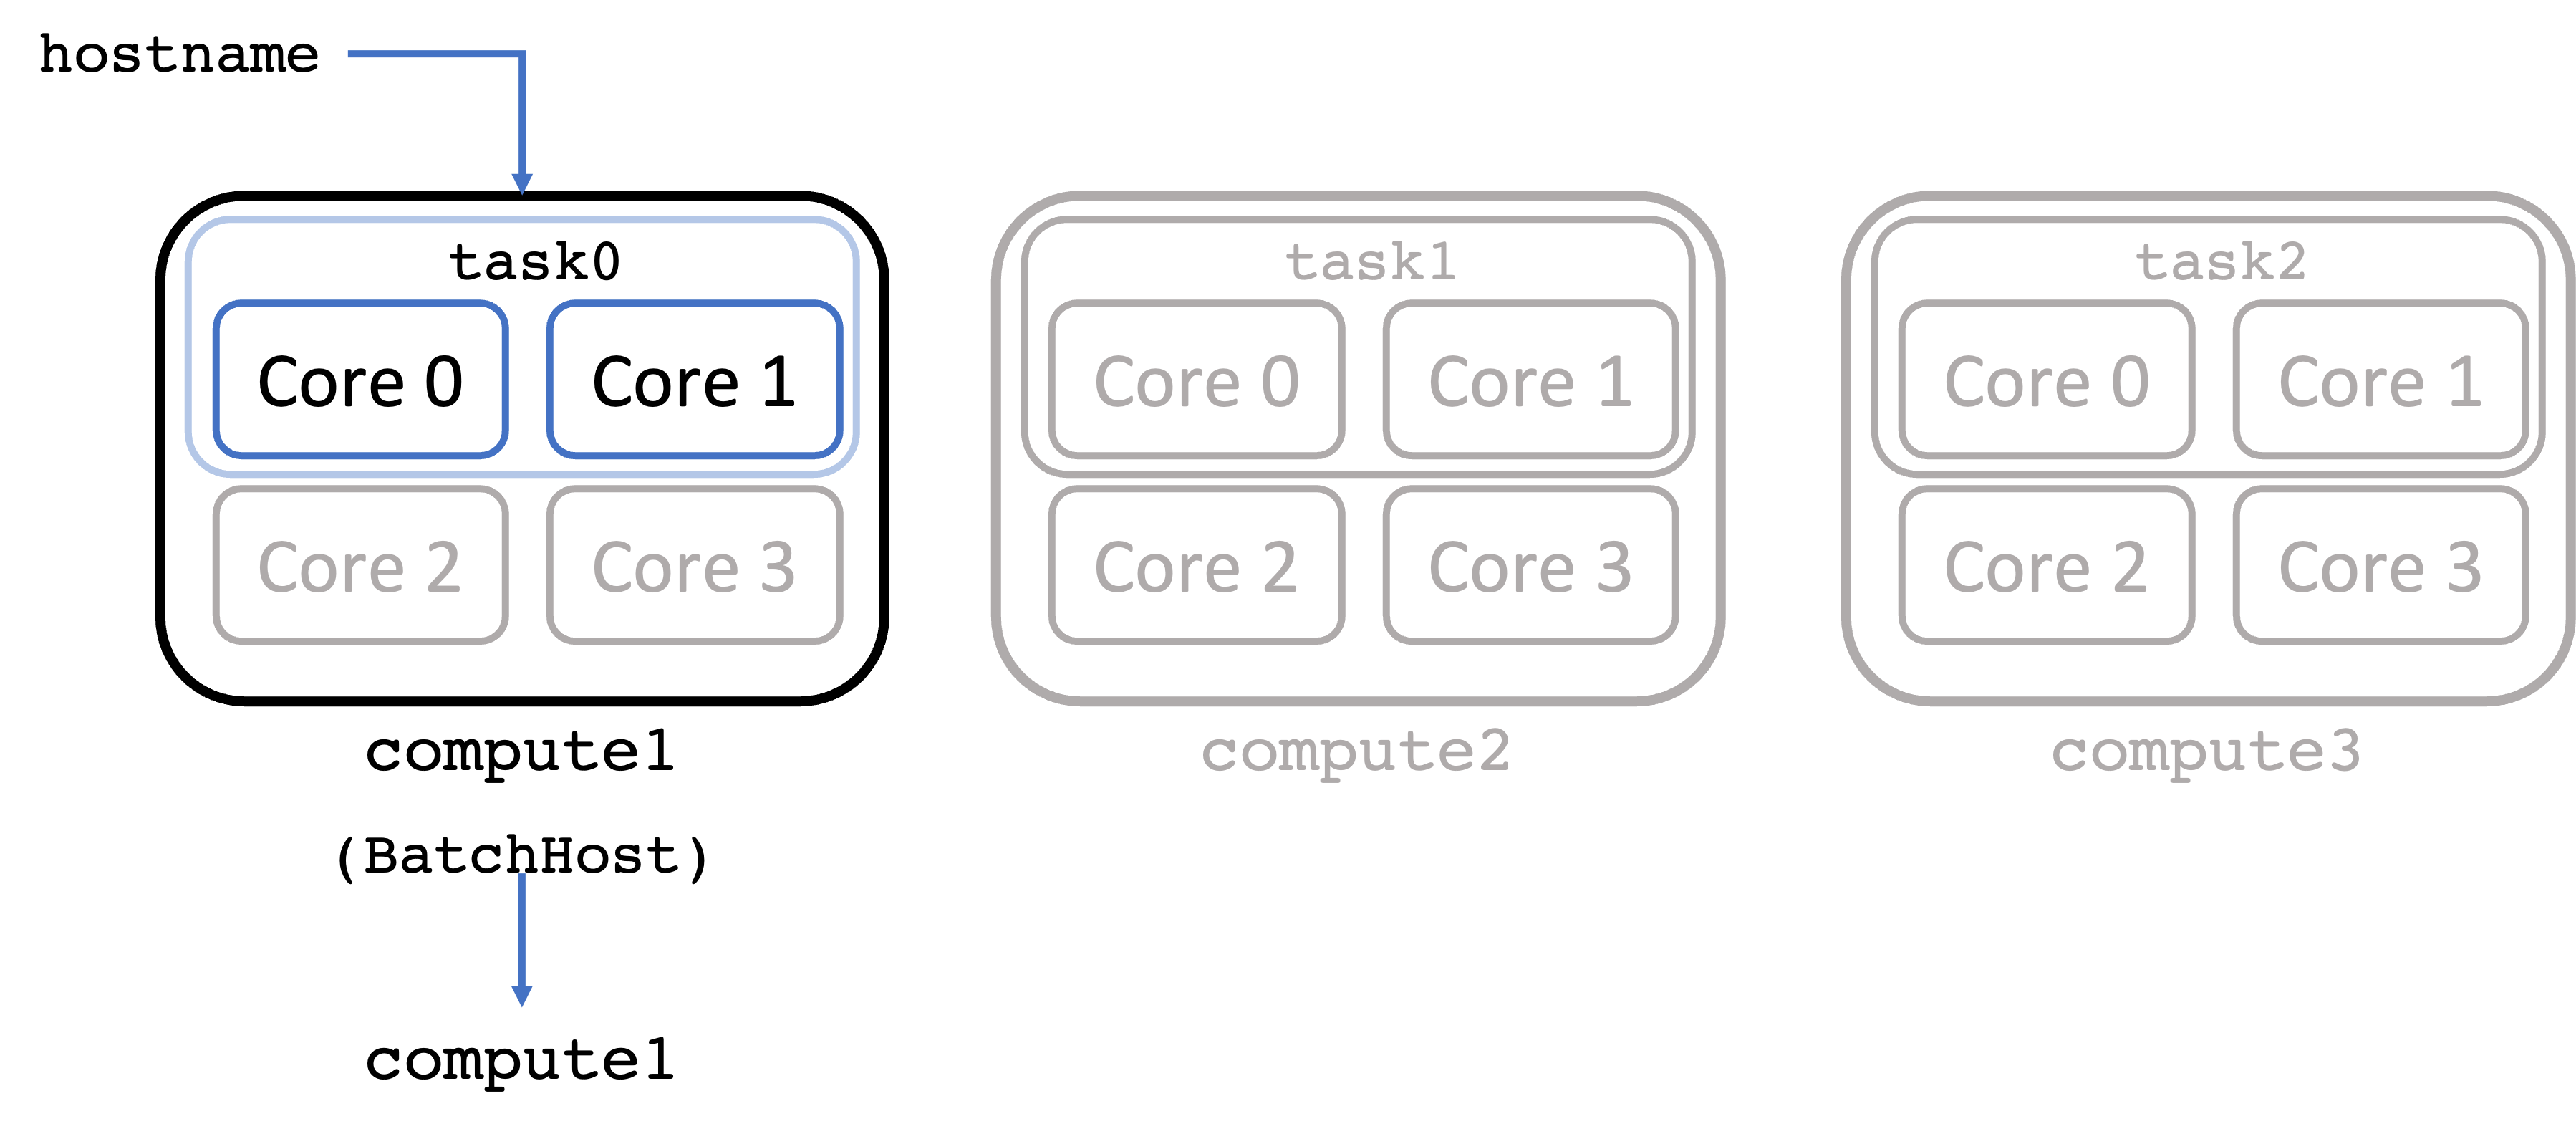 hostname
task0
Core 0 Core 1
Core 2 Core 3
compute1
(BatchHost)
compute1
task1
Core 0 Core 1
Core 2 Core 3
compute2
task2
Core 0 Core 1
Core 2 Core 3
compute3